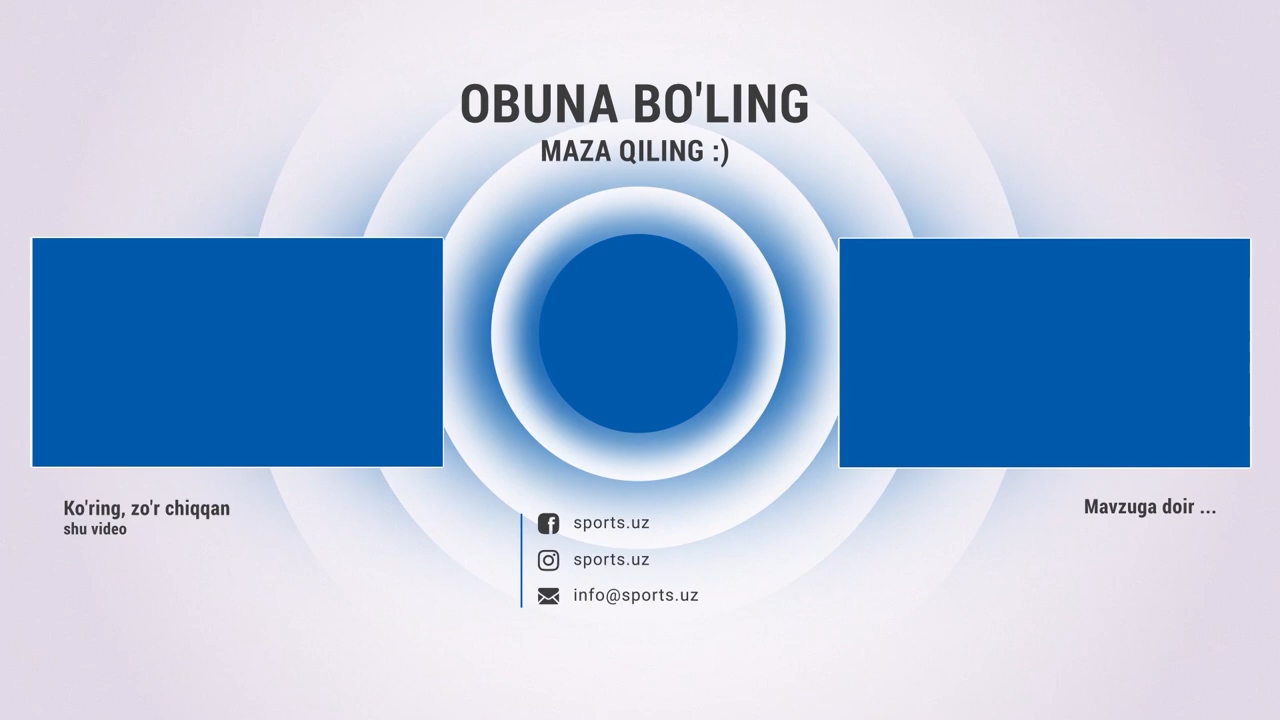 OBUNA BO'LING
MAZA QILING :)
Ko'ring, zo'r chiqqan
shu video
Mavzuga doir ...
sports.uz
sports.uz
info@sports.uz